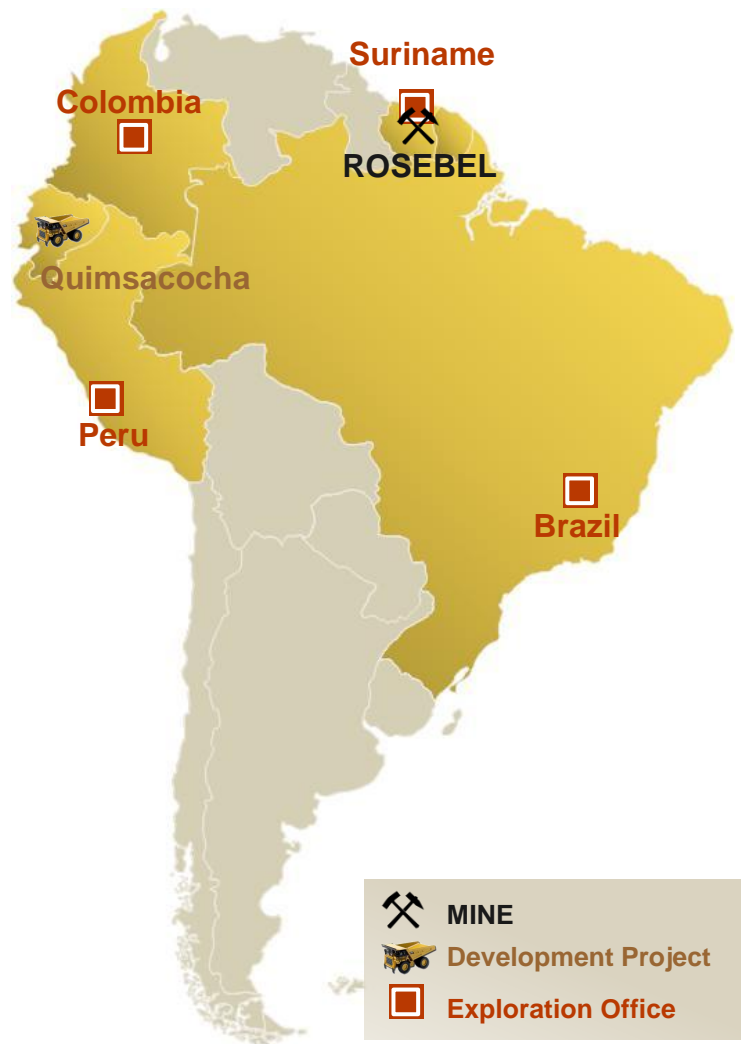 Suriname
Colombia
ROSEBEL
Quimsacocha
Peru
Brazil
MINE
Development Project
Exploration Office